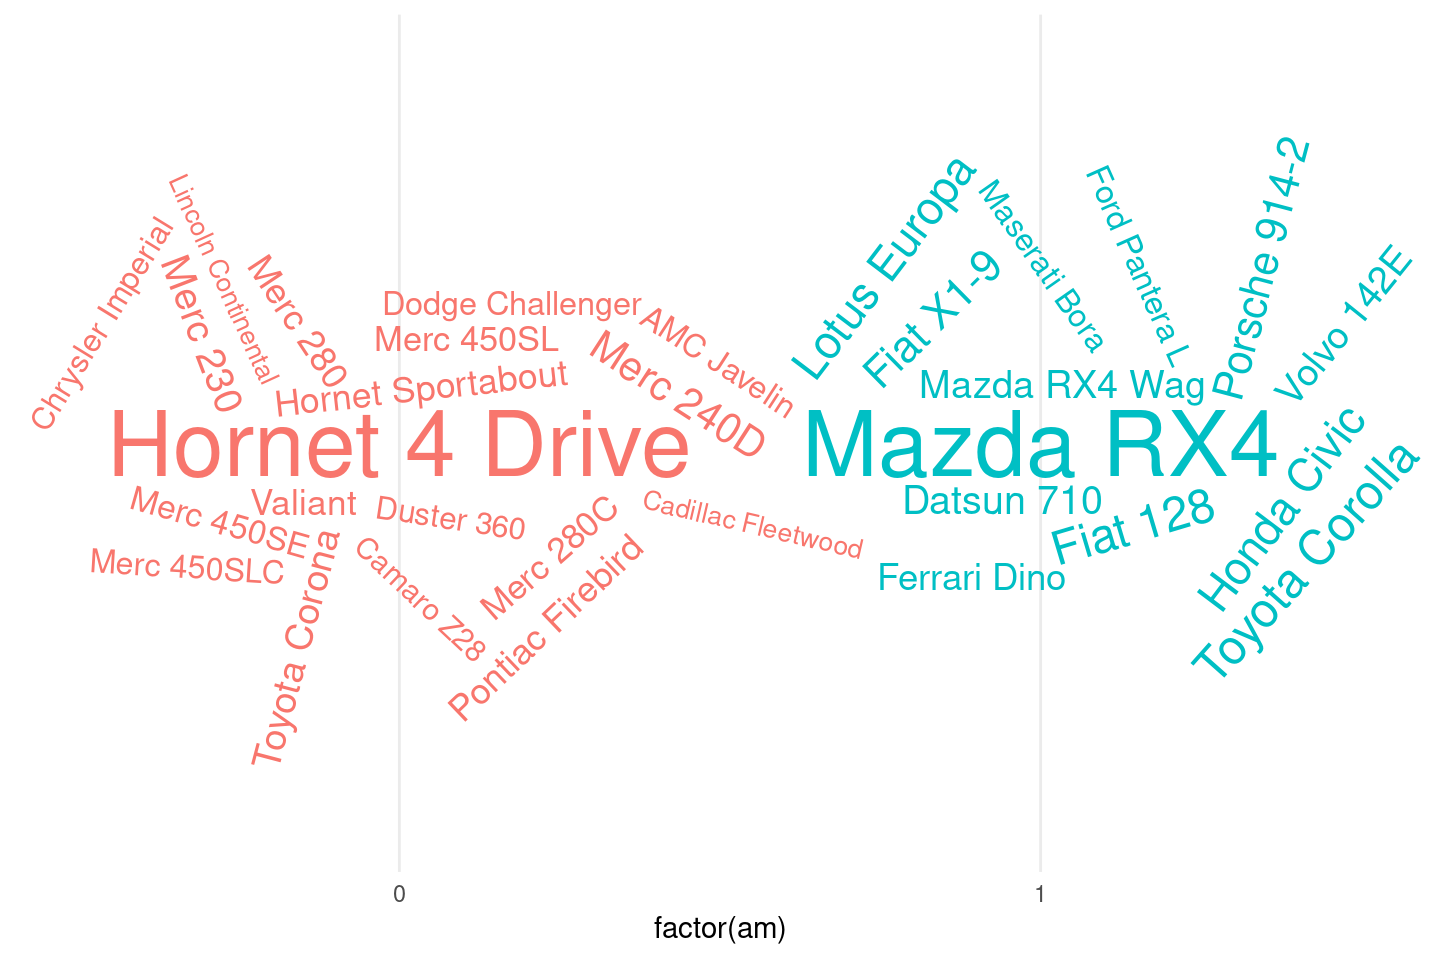 Lincoln Continental
Chrysler Imperial
Merc 230
Merc 280
Dodge Challenger
Merc 450SL
AMC Javelin
Merc 240D
Hornet Sportabout
Hornet 4 Drive
Merc 450SE
Valiant
Duster 360
Merc 280C
Cadillac Fleetwood
Merc 450SLC
Toyota Corona
Camaro Z28
Pontiac Firebird
Lotus Europa
Maserati Bora
Ford Pantera L
Porsche 914-2
Fiat X1-9
Volvo 142E
Mazda RX4 Wag
Mazda RX4
Datsun 710
Fiat 128
Honda Civic
Toyota Corolla
Ferrari Dino
0
1
factor(am)